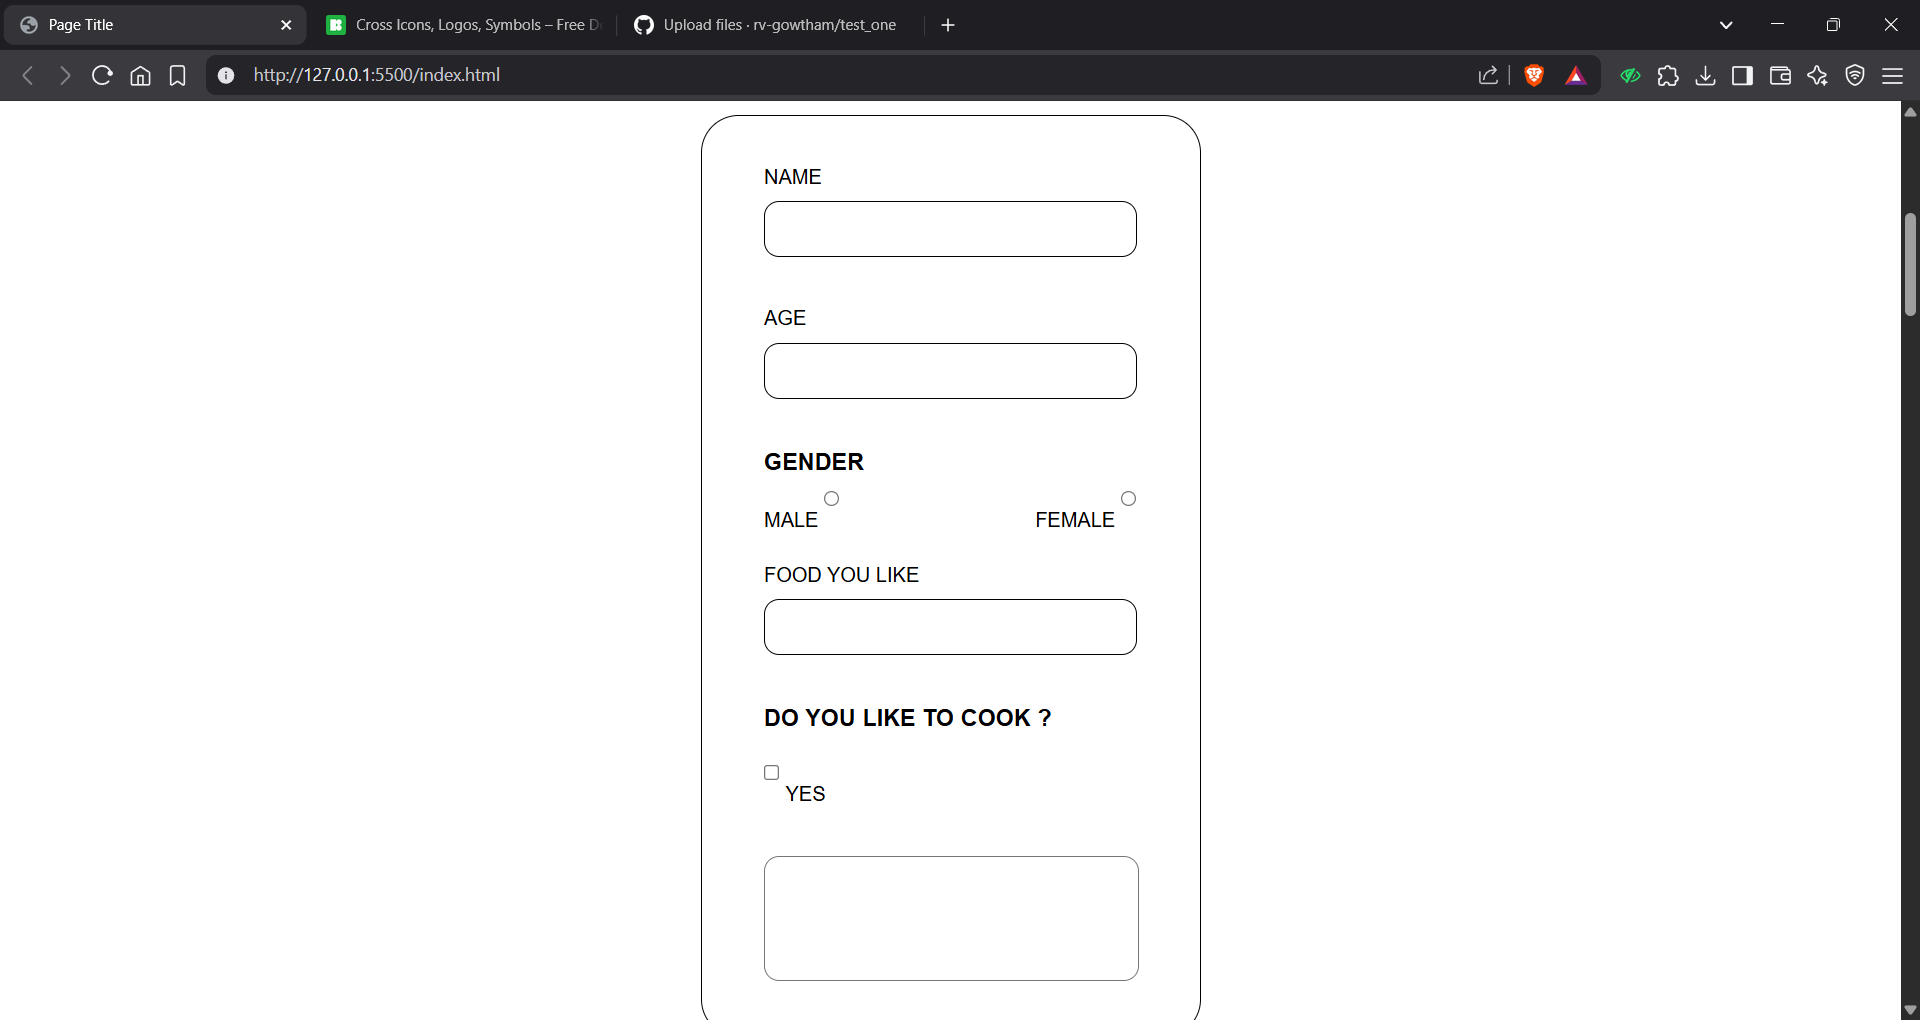 Page Title
Cross Icons, Logos, Symbols – Free D
Upload files · rv-gowtham/test_one
http://127.0.0.1:5500/index.html
NAME
AGE
GENDER
MALE FEMALE
FOOD YOU LIKE
DO YOU LIKE TO COOK ?
YES